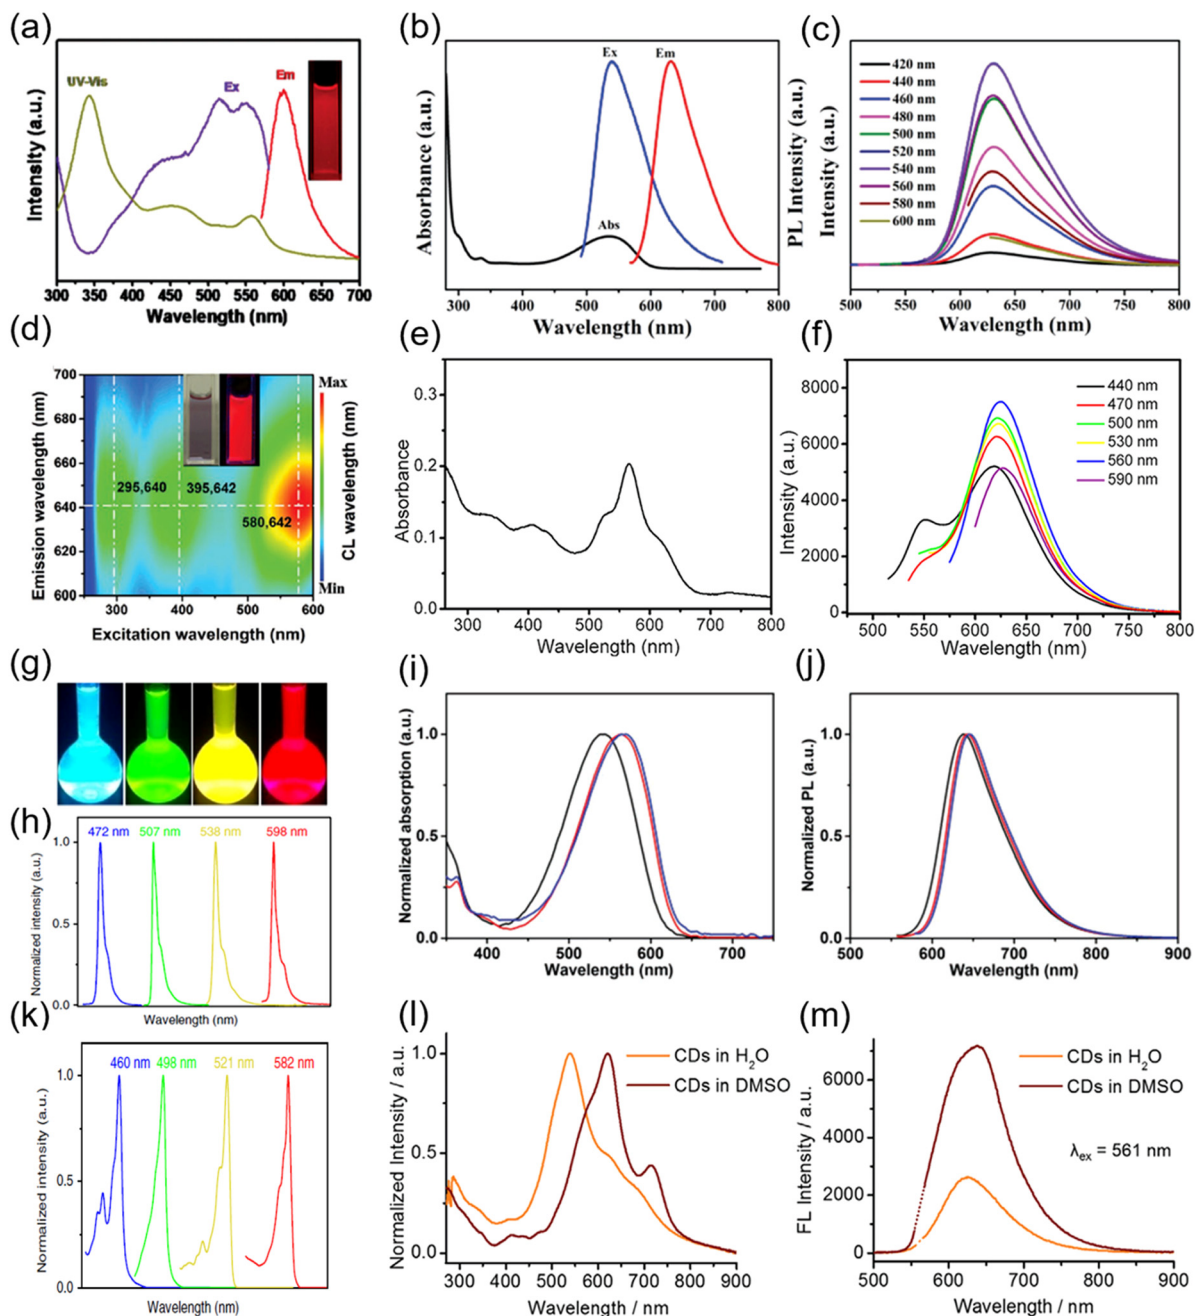 (a)
Intensity (a.u.)
UV-Vis
Ex
Em
300 350 400 450 500 550 600 650 700
Wavelength (nm)
(b)
Absorbance (a.u.)
Ex
Em
Abs
300 400 500 600 700 800
Wavelength (nm)
(c)
PL Intensity (a.u.)
Intensity (a.u.)
420 nm
440 nm
460 nm
480 nm
500 nm
520 nm
540 nm
560 nm
580 nm
600 nm
500 550 600 650 700 750 800
Wavelength (nm)
(d)
Emission wavelength (nm)
700
680
660
640
620
600
295,640
395,642
580,642
Max
Min
CL wavelength (nm)
300 400 500 600
Excitation wavelength (nm)
(e)
Absorbance
0.3
0.2
0.1
0.0
300 400 500 600 700 800
Wavelength (nm)
(f)
Intensity (a.u.)
8000
6000
4000
2000
0
440 nm
470 nm
500 nm
530 nm
560 nm
590 nm
500 550 600 650 700 750 800
Wavelength (nm)
(g)
(h)
Normalized intensity (a.u.)
1.0
0.5
0.0
472 nm
507 nm
538 nm
598 nm
Wavelength (nm)
(i)
Normalized absorption (a.u.)
1.0
0.5
0.0
400 500 600 700
Wavelength (nm)
(j)
Normalized PL (a.u.)
1.0
0.5
0.0
500 600 700 800 900
Wavelength (nm)
(k)
Normalized intensity (a.u.)
1.0
0.5
0.0
460 nm
498 nm
521 nm
582 nm
Wavelength (nm)
(l)
Normalized Intensity / a.u.
1.0
0.5
0.0
CDs in H₂O
CDs in DMSO
300 400 500 600 700 800 900
Wavelength / nm
(m)
FL Intensity / a.u.
6000
4000
2000
0
CDs in H₂O
CDs in DMSO
λex = 561 nm
500 600 700 800 900
Wavelength / nm